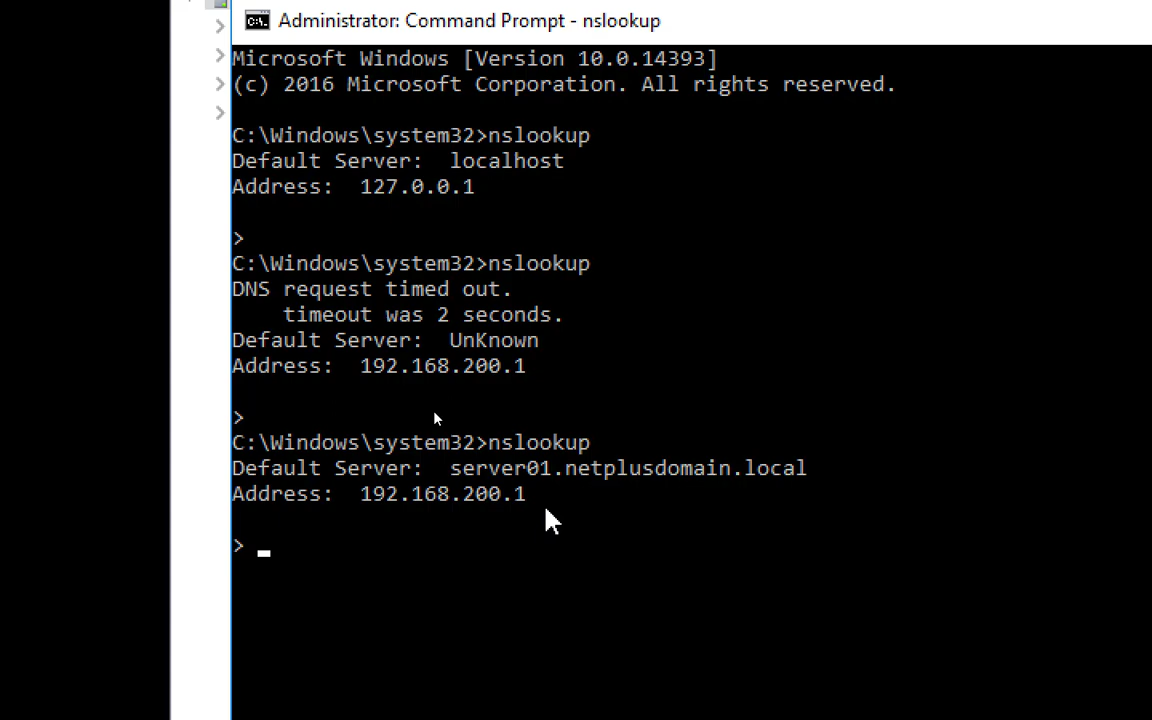 Administrator: Command Prompt - nslookup
Microsoft Windows [Version 10.0.14393]
(c) 2016 Microsoft Corporation. All rights reserved.
C:\Windows\system32>nslookup
Default Server:  localhost
Address:  127.0.0.1
>
C:\Windows\system32>nslookup
DNS request timed out.
    timeout was 2 seconds.
Default Server:  UnKnown
Address:  192.168.200.1
>
C:\Windows\system32>nslookup
Default Server:  server01.netplusdomain.local
Address:  192.168.200.1
>